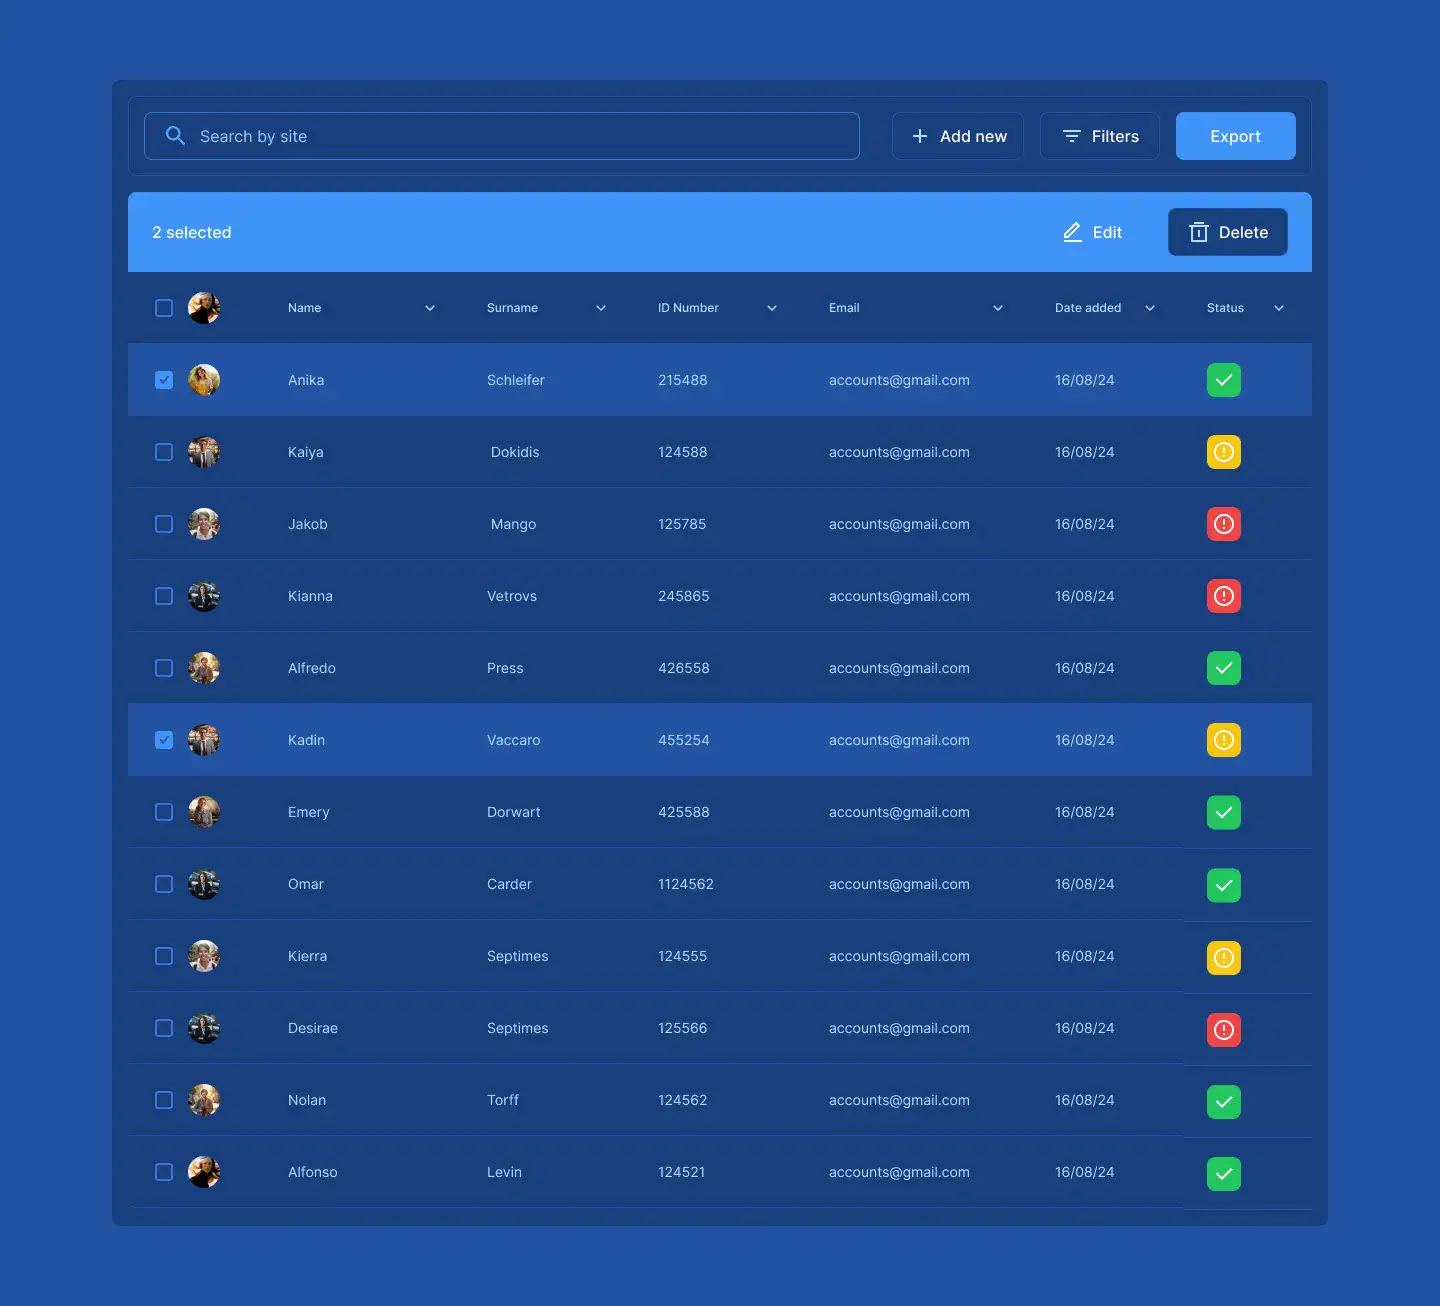 Search by site Add new Filters Export
2 selected Edit Delete
Name Surname ID Number Email Date added Status
Anika Schleifer 215488 accounts@gmail.com 16/08/24
Kaiya Dokidis 124588 accounts@gmail.com 16/08/24
Jakob Mango 125785 accounts@gmail.com 16/08/24
Kianna Vetrovs 245865 accounts@gmail.com 16/08/24
Alfredo Press 426558 accounts@gmail.com 16/08/24
Kadin Vaccaro 455254 accounts@gmail.com 16/08/24
Emery Dorwart 425588 accounts@gmail.com 16/08/24
Omar Carder 1124562 accounts@gmail.com 16/08/24
Kierra Septimes 124555 accounts@gmail.com 16/08/24
Desirae Septimes 125566 accounts@gmail.com 16/08/24
Nolan Torff 124562 accounts@gmail.com 16/08/24
Alfonso Levin 124521 accounts@gmail.com 16/08/24